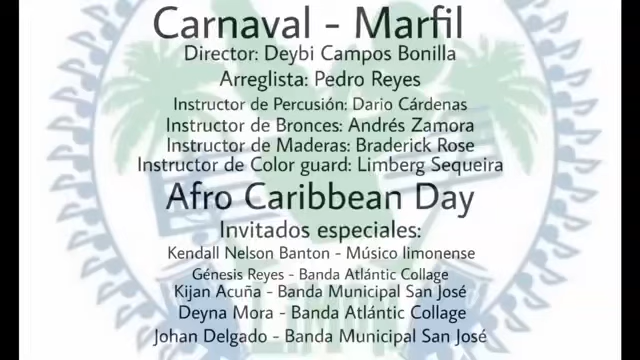 Carnaval - Marfil
Director: Deybi Campos Bonilla
Arreglista: Pedro Reyes
Instructor de Percusión: Dario Cárdenas
Instructor de Bronces: Andrés Zamora
Instructor de Maderas: Braderick Rose
Instructor de Color guard: Limberg Sequeira
Afro Caribbean Day
Invitados especiales:
Kendall Nelson Banton - Músico limonense
Génesis Reyes - Banda Atlántic Collage
Kijan Acuña - Banda Municipal San José
Deyna Mora - Banda Atlántic Collage
Johan Delgado - Banda Municipal San José